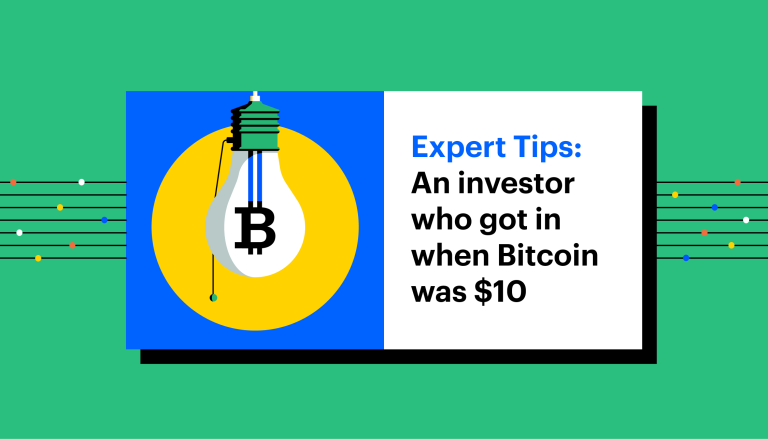 Expert Tips:
An investor
who got in
when Bitcoin
was $10